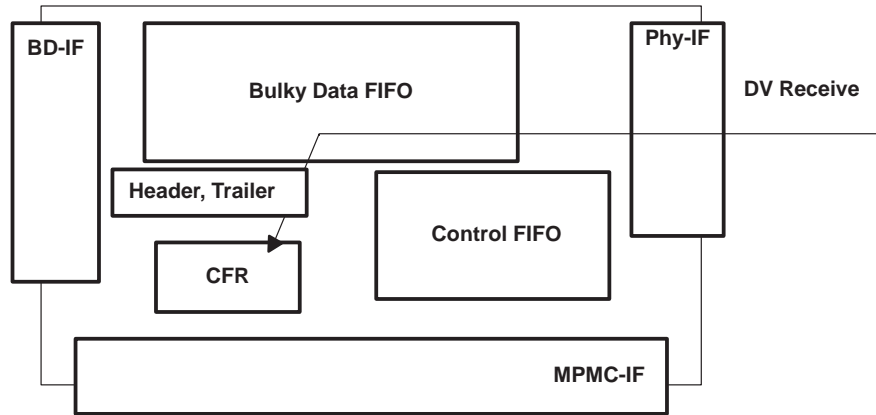 BD-IF
Phy-IF
Bulky Data FIFO
DV Receive
Header, Trailer
Control FIFO
CFR
MPMC-IF